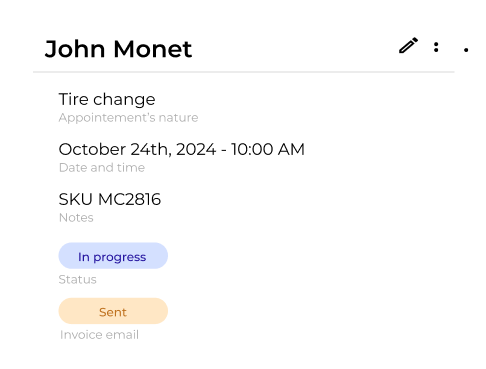 John Monet
Tire change
Appointement's nature
October 24th, 2024 - 10:00 AM
Date and time
SKU MC2816
Notes
In progress
Status
Sent
Invoice email